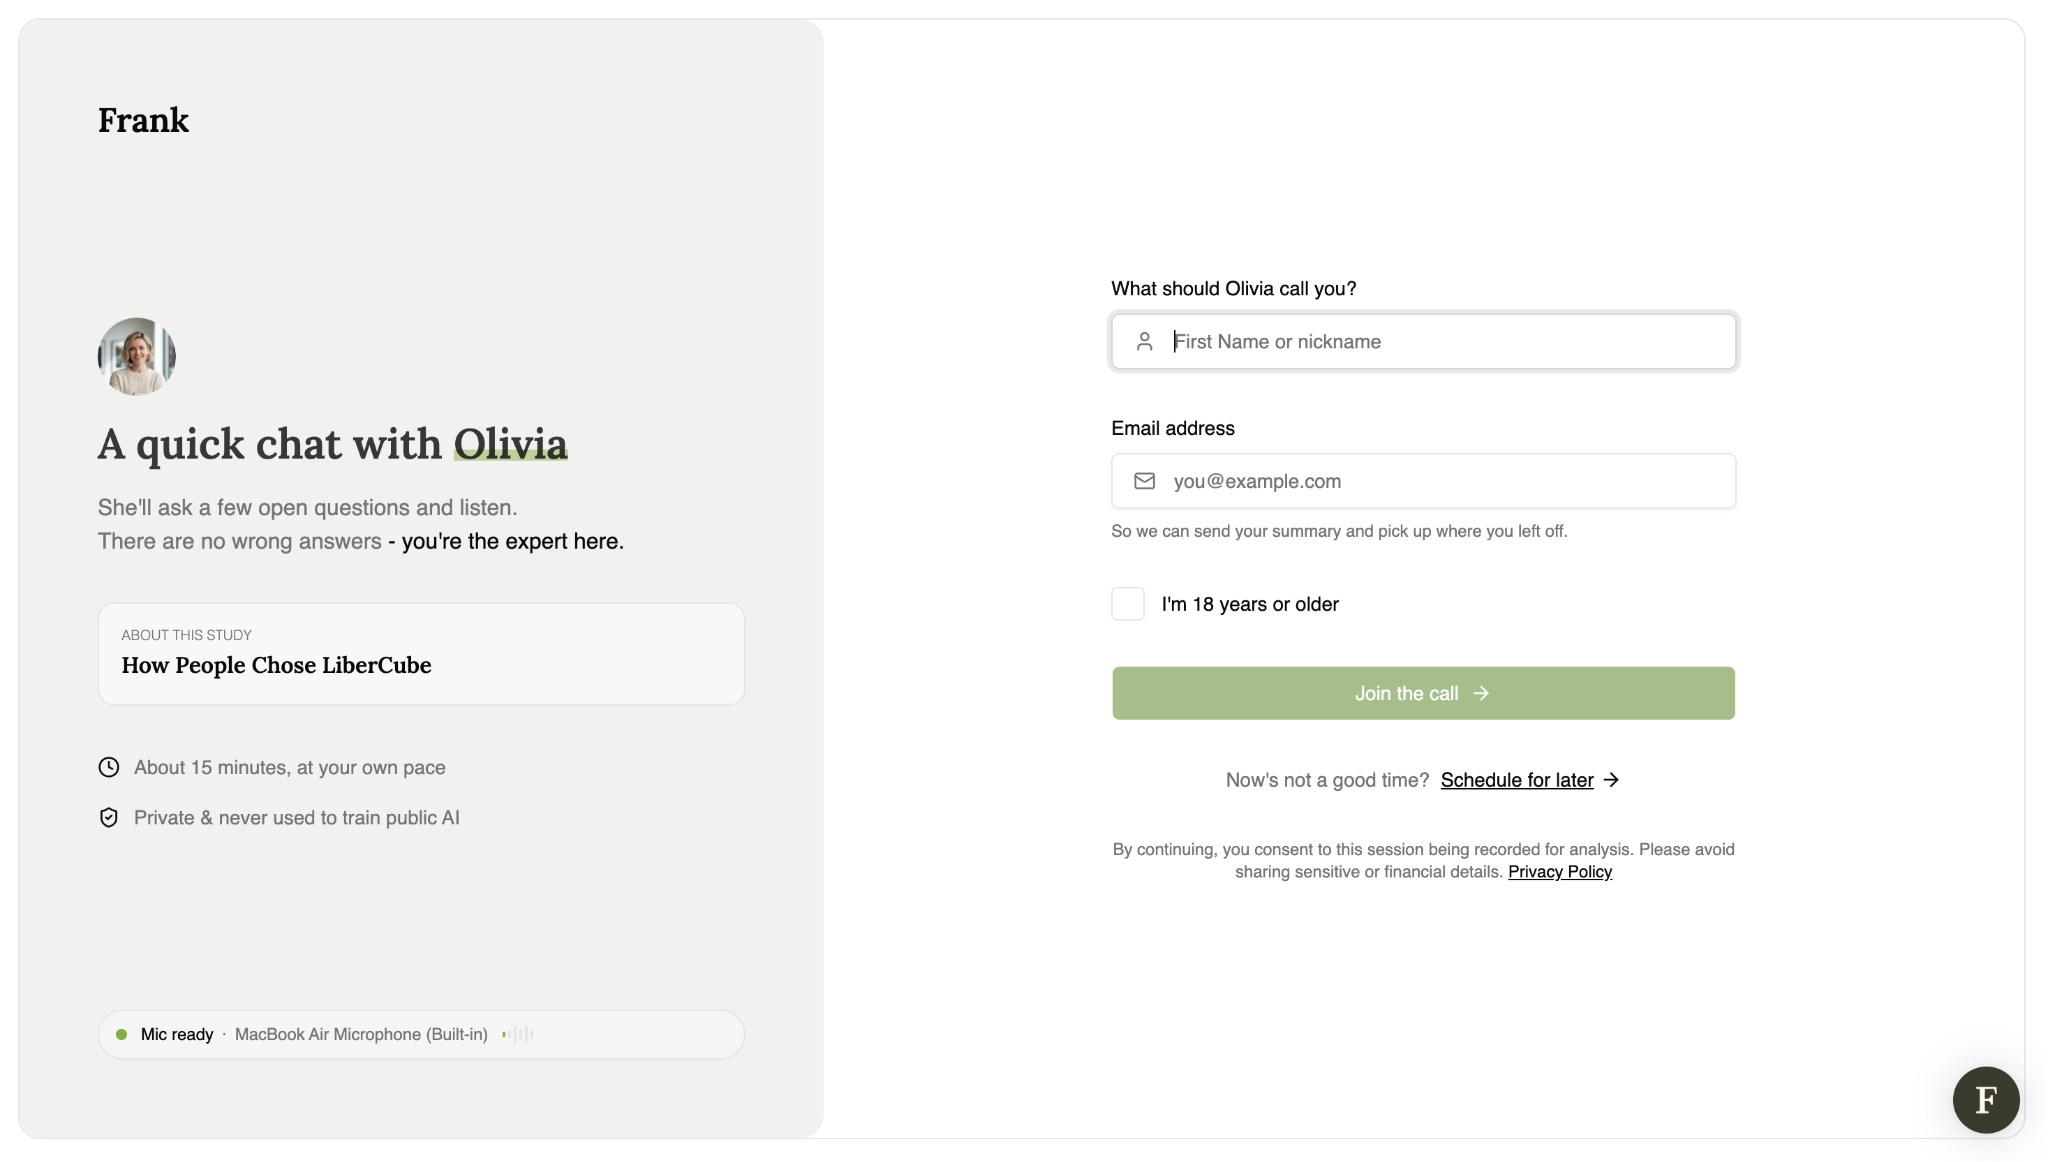 Frank
A quick chat with Olivia
She'll ask a few open questions and listen.
There are no wrong answers - you're the expert here.
ABOUT THIS STUDY
How People Chose LiberCube
About 15 minutes, at your own pace
Private & never used to train public AI
Mic ready · MacBook Air Microphone (Built-in)
What should Olivia call you?
First Name or nickname
Email address
you@example.com
So we can send your summary and pick up where you left off.
I'm 18 years or older
Join the call →
Now's not a good time? Schedule for later →
By continuing, you consent to this session being recorded for analysis. Please avoid
sharing sensitive or financial details. Privacy Policy
F